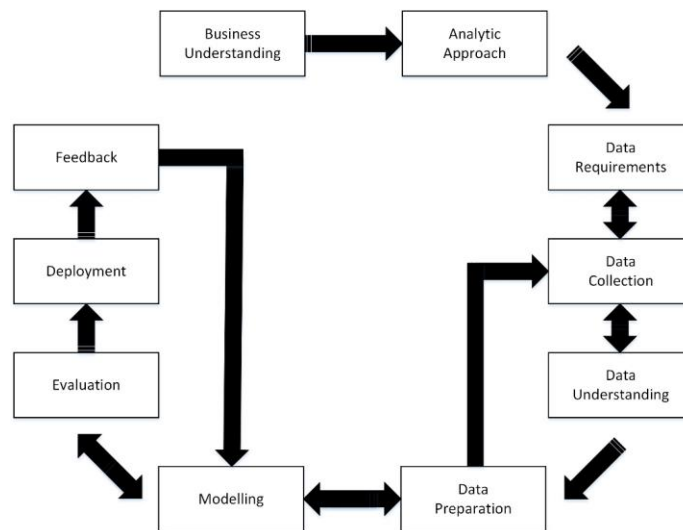 Business
Understanding
Analytic
Approach
Feedback
Data
Requirements
Deployment
Data
Collection
Evaluation
Data
Understanding
Modelling
Data
Preparation